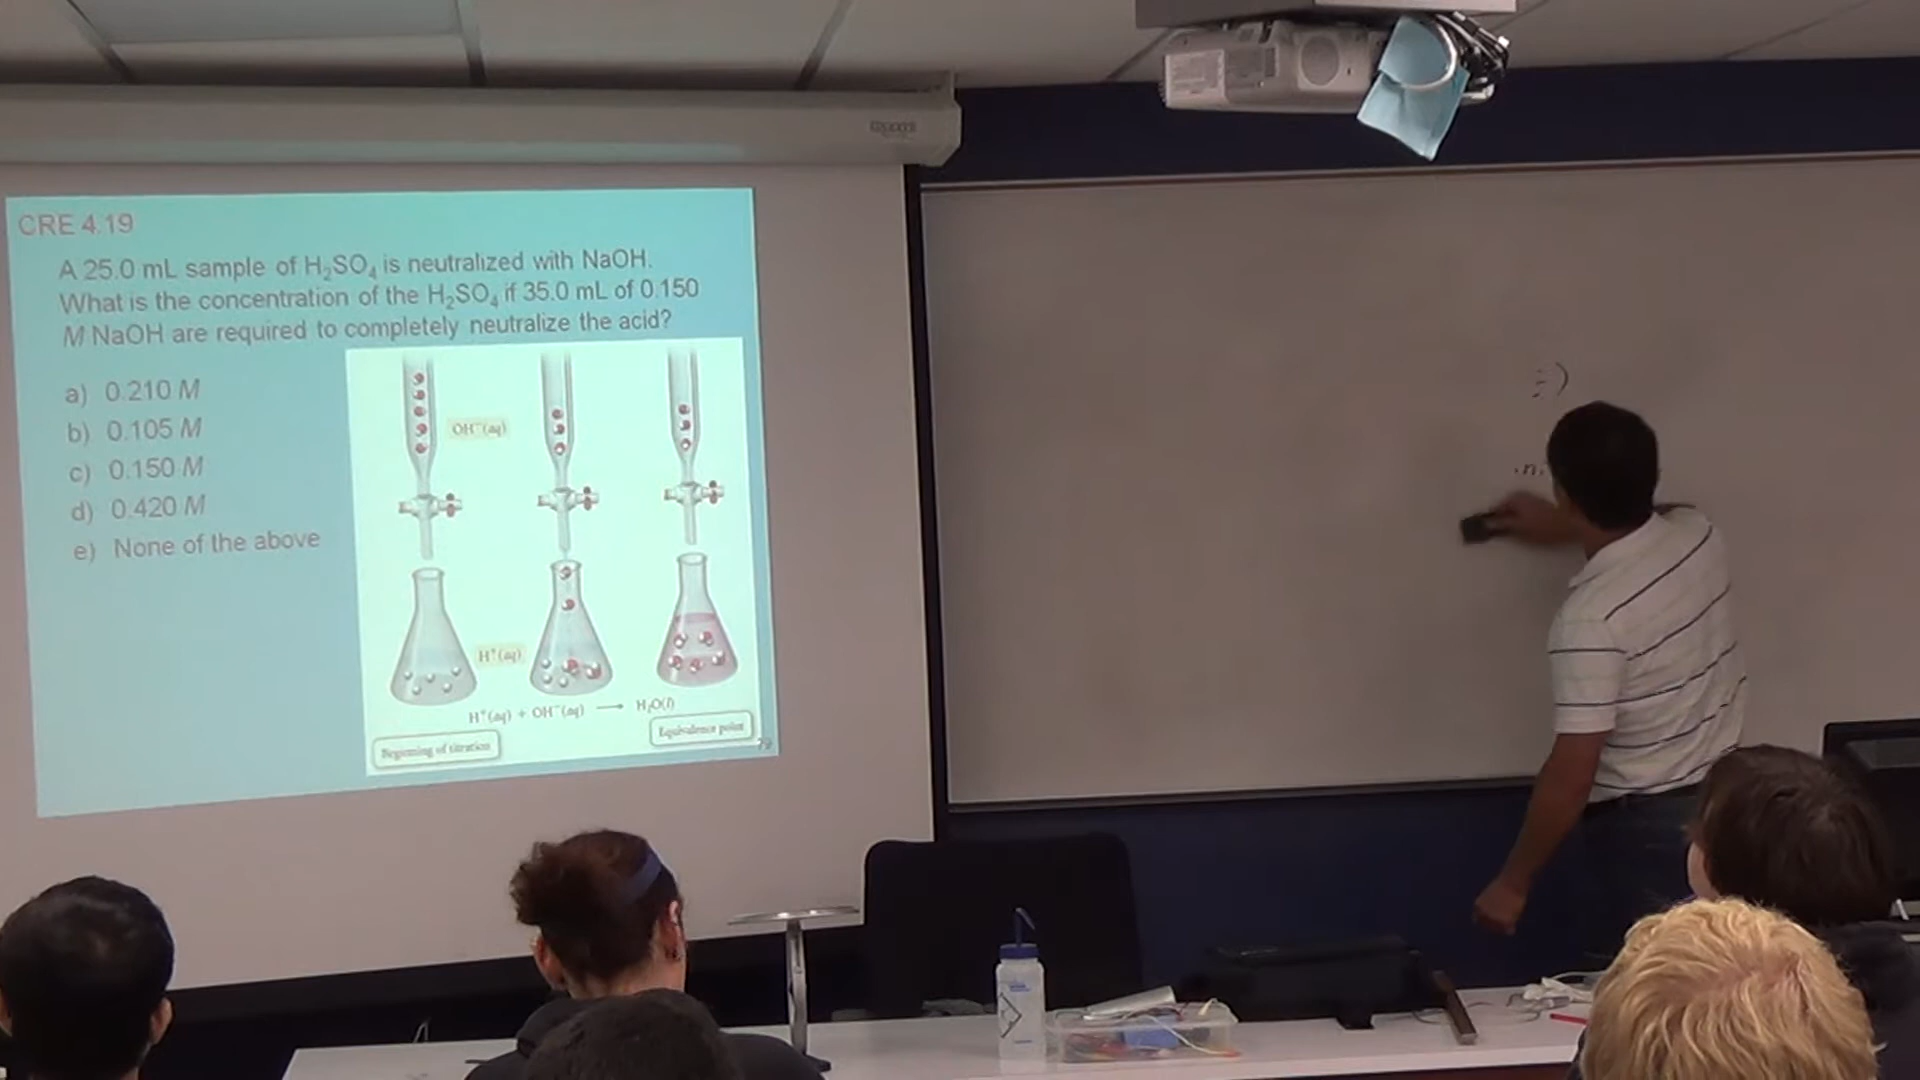 CRE 4.19
A 25.0 mL sample of H₂SO₄ is neutralized with NaOH.
What is the concentration of the H₂SO₄ if 35.0 mL of 0.150
M NaOH are required to completely neutralize the acid?
a) 0.210 M
b) 0.105 M
c) 0.150 M
d) 0.420 M
e) None of the above
OH⁻(aq)
H⁺(aq)
H⁺(aq) + OH⁻(aq) → H₂O(l)
Beginning of titration
Equivalence point
79